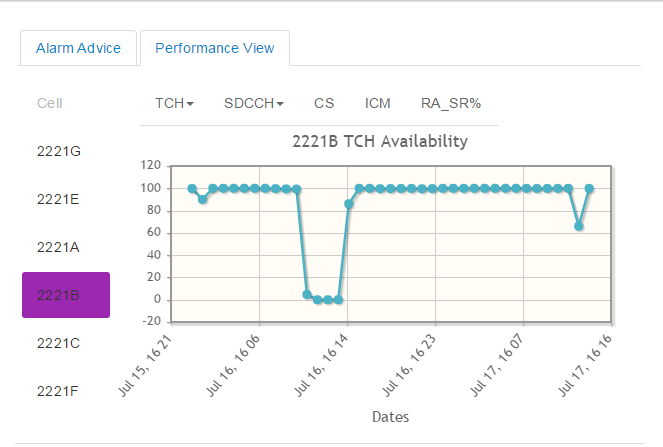 Alarm Advice Performance View
Cell TCH SDCCH CS ICM RA_SR%
2221G
2221E
2221A
2221B
2221C
2221F
2221B TCH Availability
120
100
80
60
40
20
0
-20
Jul 15, 16 21
Jul 16, 16 06
Jul 16, 16 14
Jul 16, 16 23
Jul 17, 16 07
Jul 17, 16 16
Dates